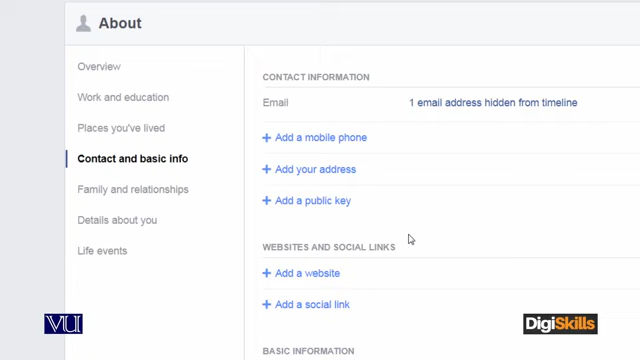 About
Overview
Work and education
Places you've lived
Contact and basic info
Family and relationships
Details about you
Life events
CONTACT INFORMATION
Email 1 email address hidden from timeline
+ Add a mobile phone
+ Add your address
+ Add a public key
WEBSITES AND SOCIAL LINKS
+ Add a website
+ Add a social link
BASIC INFORMATION
VU
DigiSkills